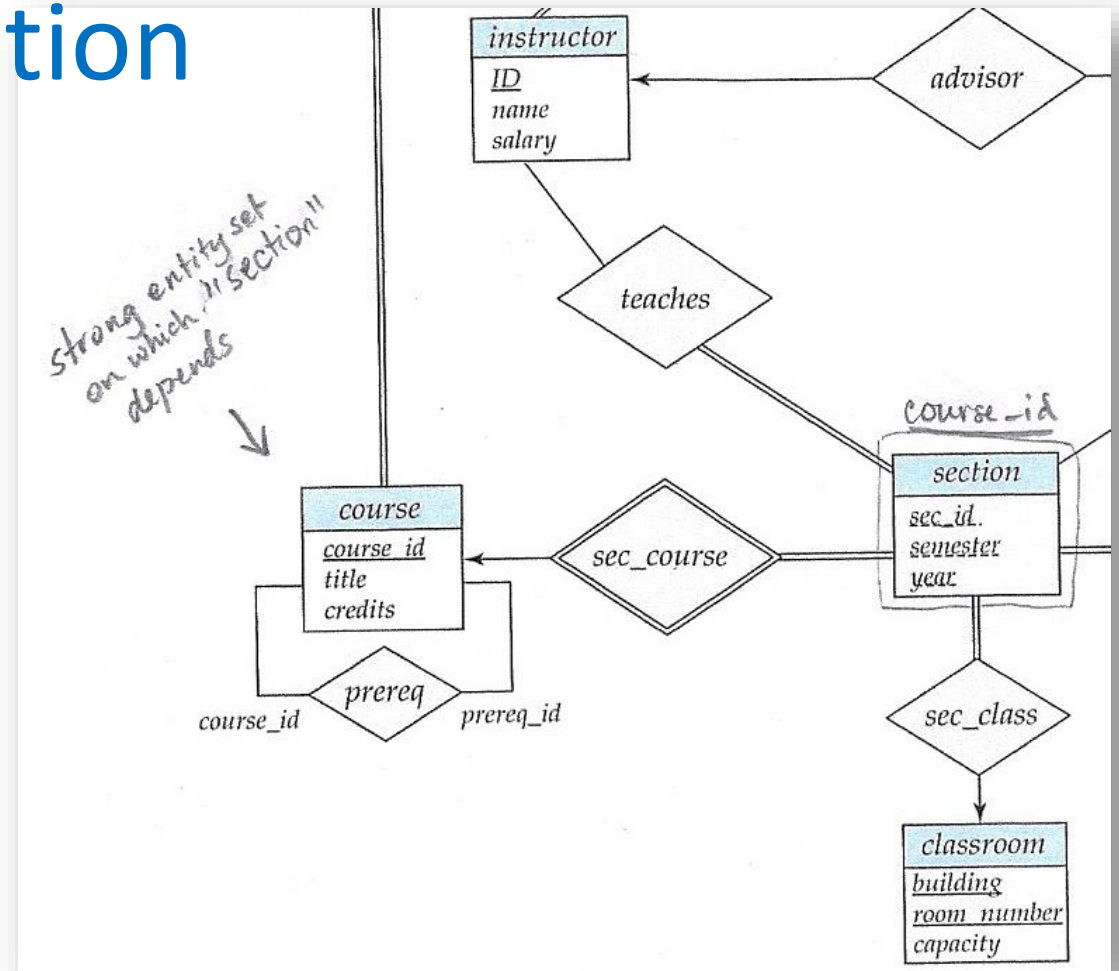 tion
instructor
ID
name
salary
advisor
strong entity set
on which "section"
depends
teaches
course_id
section
sec_id.
semester
year
course
course_id
title
credits
sec_course
prereq
course_id
prereq_id
sec_class
classroom
building
room_number
capacity